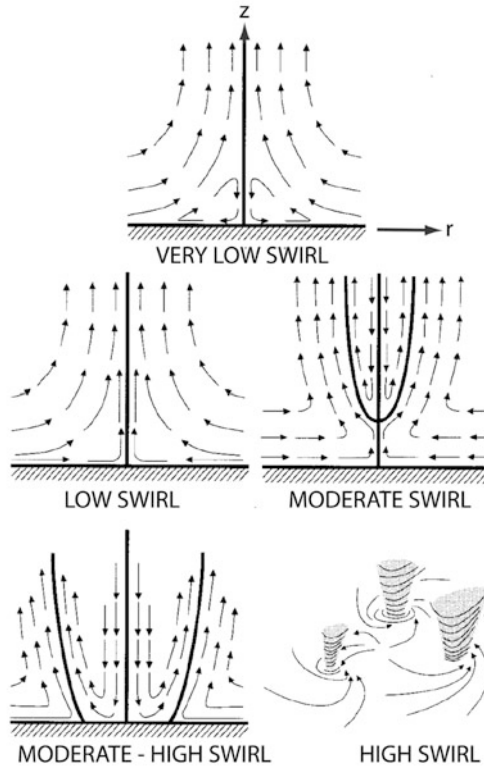 z
r
VERY LOW SWIRL
LOW SWIRL
MODERATE SWIRL
MODERATE - HIGH SWIRL
HIGH SWIRL